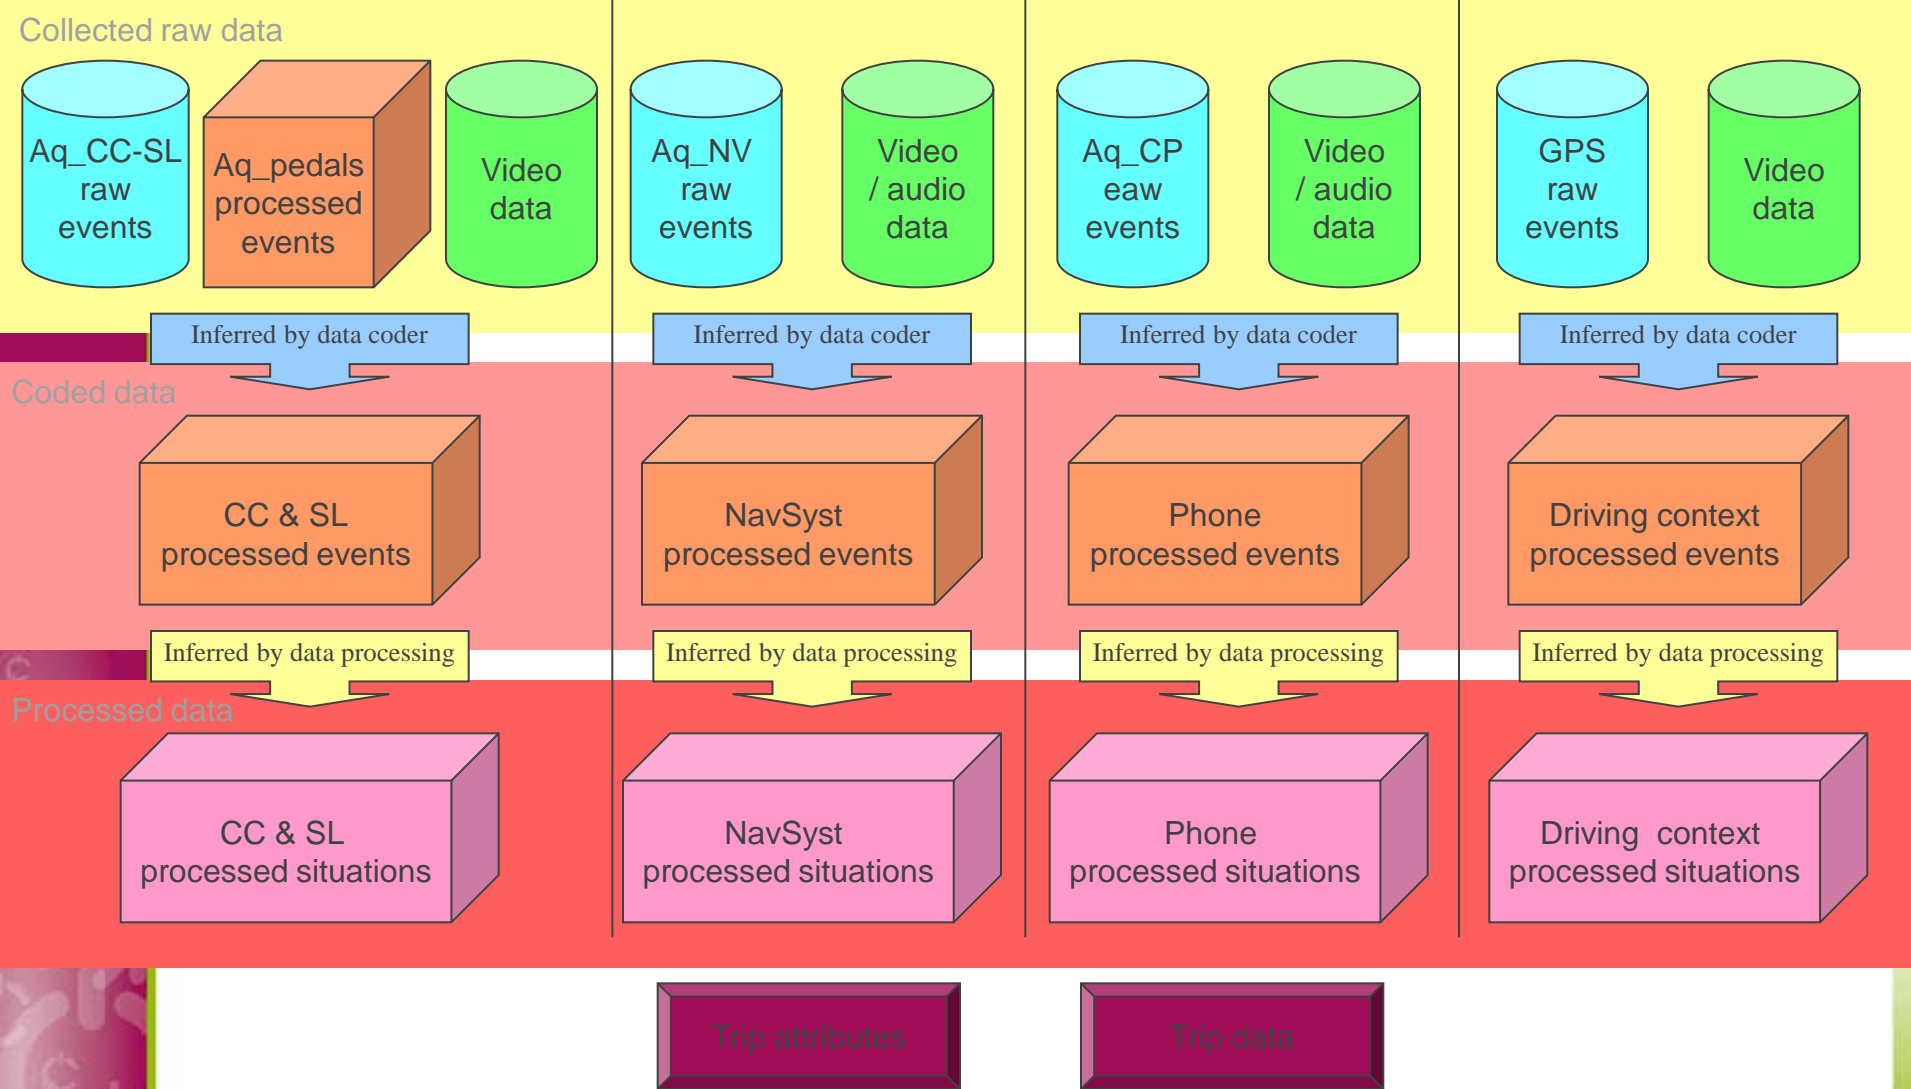 Collected raw data
Aq_CC-SL
raw
events
Aq_pedals
processed
events
Video
data
Aq_NV
raw
events
Video
/ audio
data
Aq_CP
eaw
events
Video
/ audio
data
GPS
raw
events
Video
data
Inferred by data coder
Inferred by data coder
Inferred by data coder
Inferred by data coder
Coded data
CC & SL
processed events
NavSyst
processed events
Phone
processed events
Driving context
processed events
Inferred by data processing
Inferred by data processing
Inferred by data processing
Inferred by data processing
Processed data
CC & SL
processed situations
NavSyst
processed situations
Phone
processed situations
Driving context
processed situations
Trip attributes
Trip data